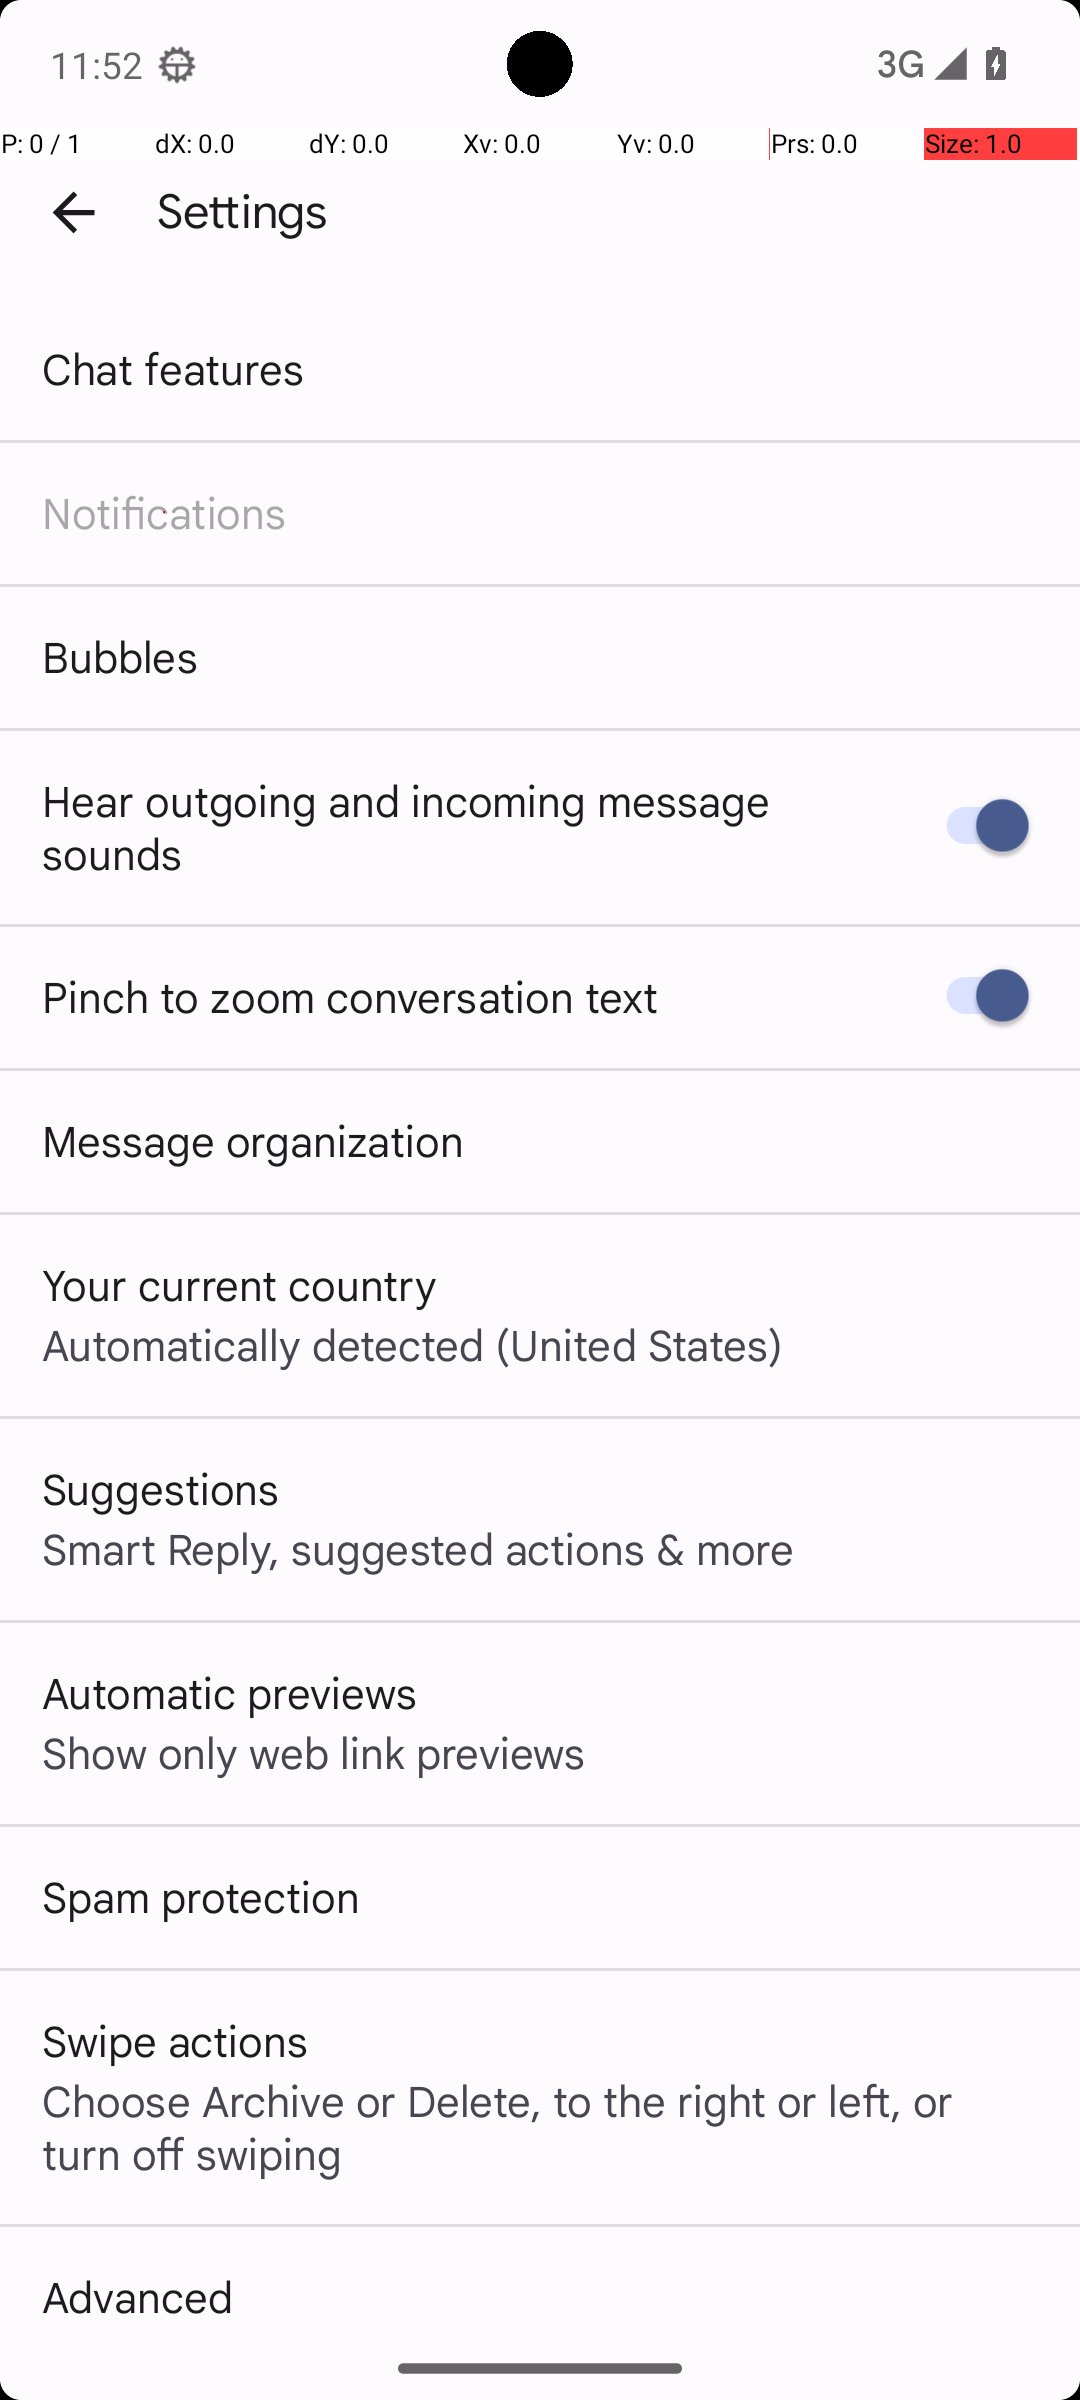 11:52
3G
P: 0 / 1 dX: 0.0 dY: 0.0 Xv: 0.0 Yv: 0.0 Prs: 0.0 Size: 1.0
Settings
Chat features
Notifications
Bubbles
Hear outgoing and incoming message
sounds
Pinch to zoom conversation text
Message organization
Your current country
Automatically detected (United States)
Suggestions
Smart Reply, suggested actions & more
Automatic previews
Show only web link previews
Spam protection
Swipe actions
Choose Archive or Delete, to the right or left, or
turn off swiping
Advanced